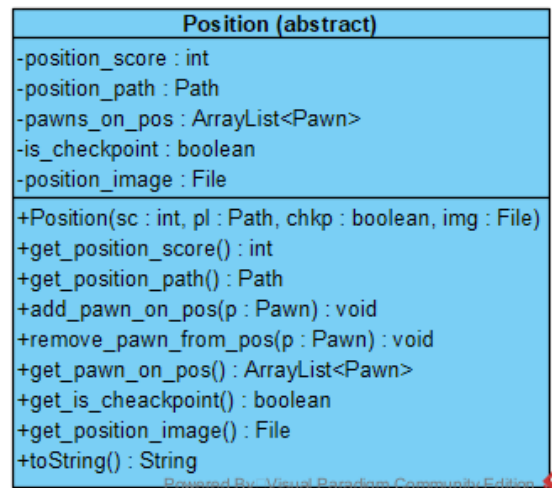 Position (abstract)
-position_score : int
-position_path : Path
-pawns_on_pos : ArrayList<Pawn>
-is_checkpoint : boolean
-position_image : File
+Position(sc : int, pl : Path, chkp : boolean, img : File)
+get_position_score() : int
+get_position_path() : Path
+add_pawn_on_pos(p : Pawn) : void
+remove_pawn_from_pos(p : Pawn) : void
+get_pawn_on_pos() : ArrayList<Pawn>
+get_is_cheackpoint() : boolean
+get_position_image() : File
+toString() : String
Powered By Visual Paradigm Community Edition